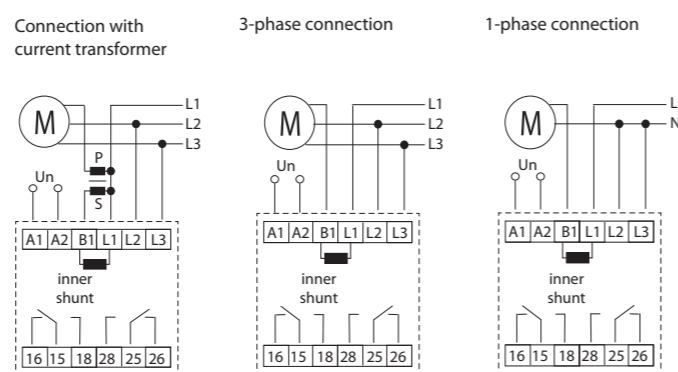 Connection with
current transformer
M
L1
L2
L3
P
S
Un
A1 A2 B1 L1 L2 L3
inner
shunt
16 15 18 28 25 26
3-phase connection
M
L1
L2
L3
Un
A1 A2 B1 L1 L2 L3
inner
shunt
16 15 18 28 25 26
1-phase connection
M
L
N
Un
A1 A2 B1 L1 L2 L3
inner
shunt
16 15 18 28 25 26